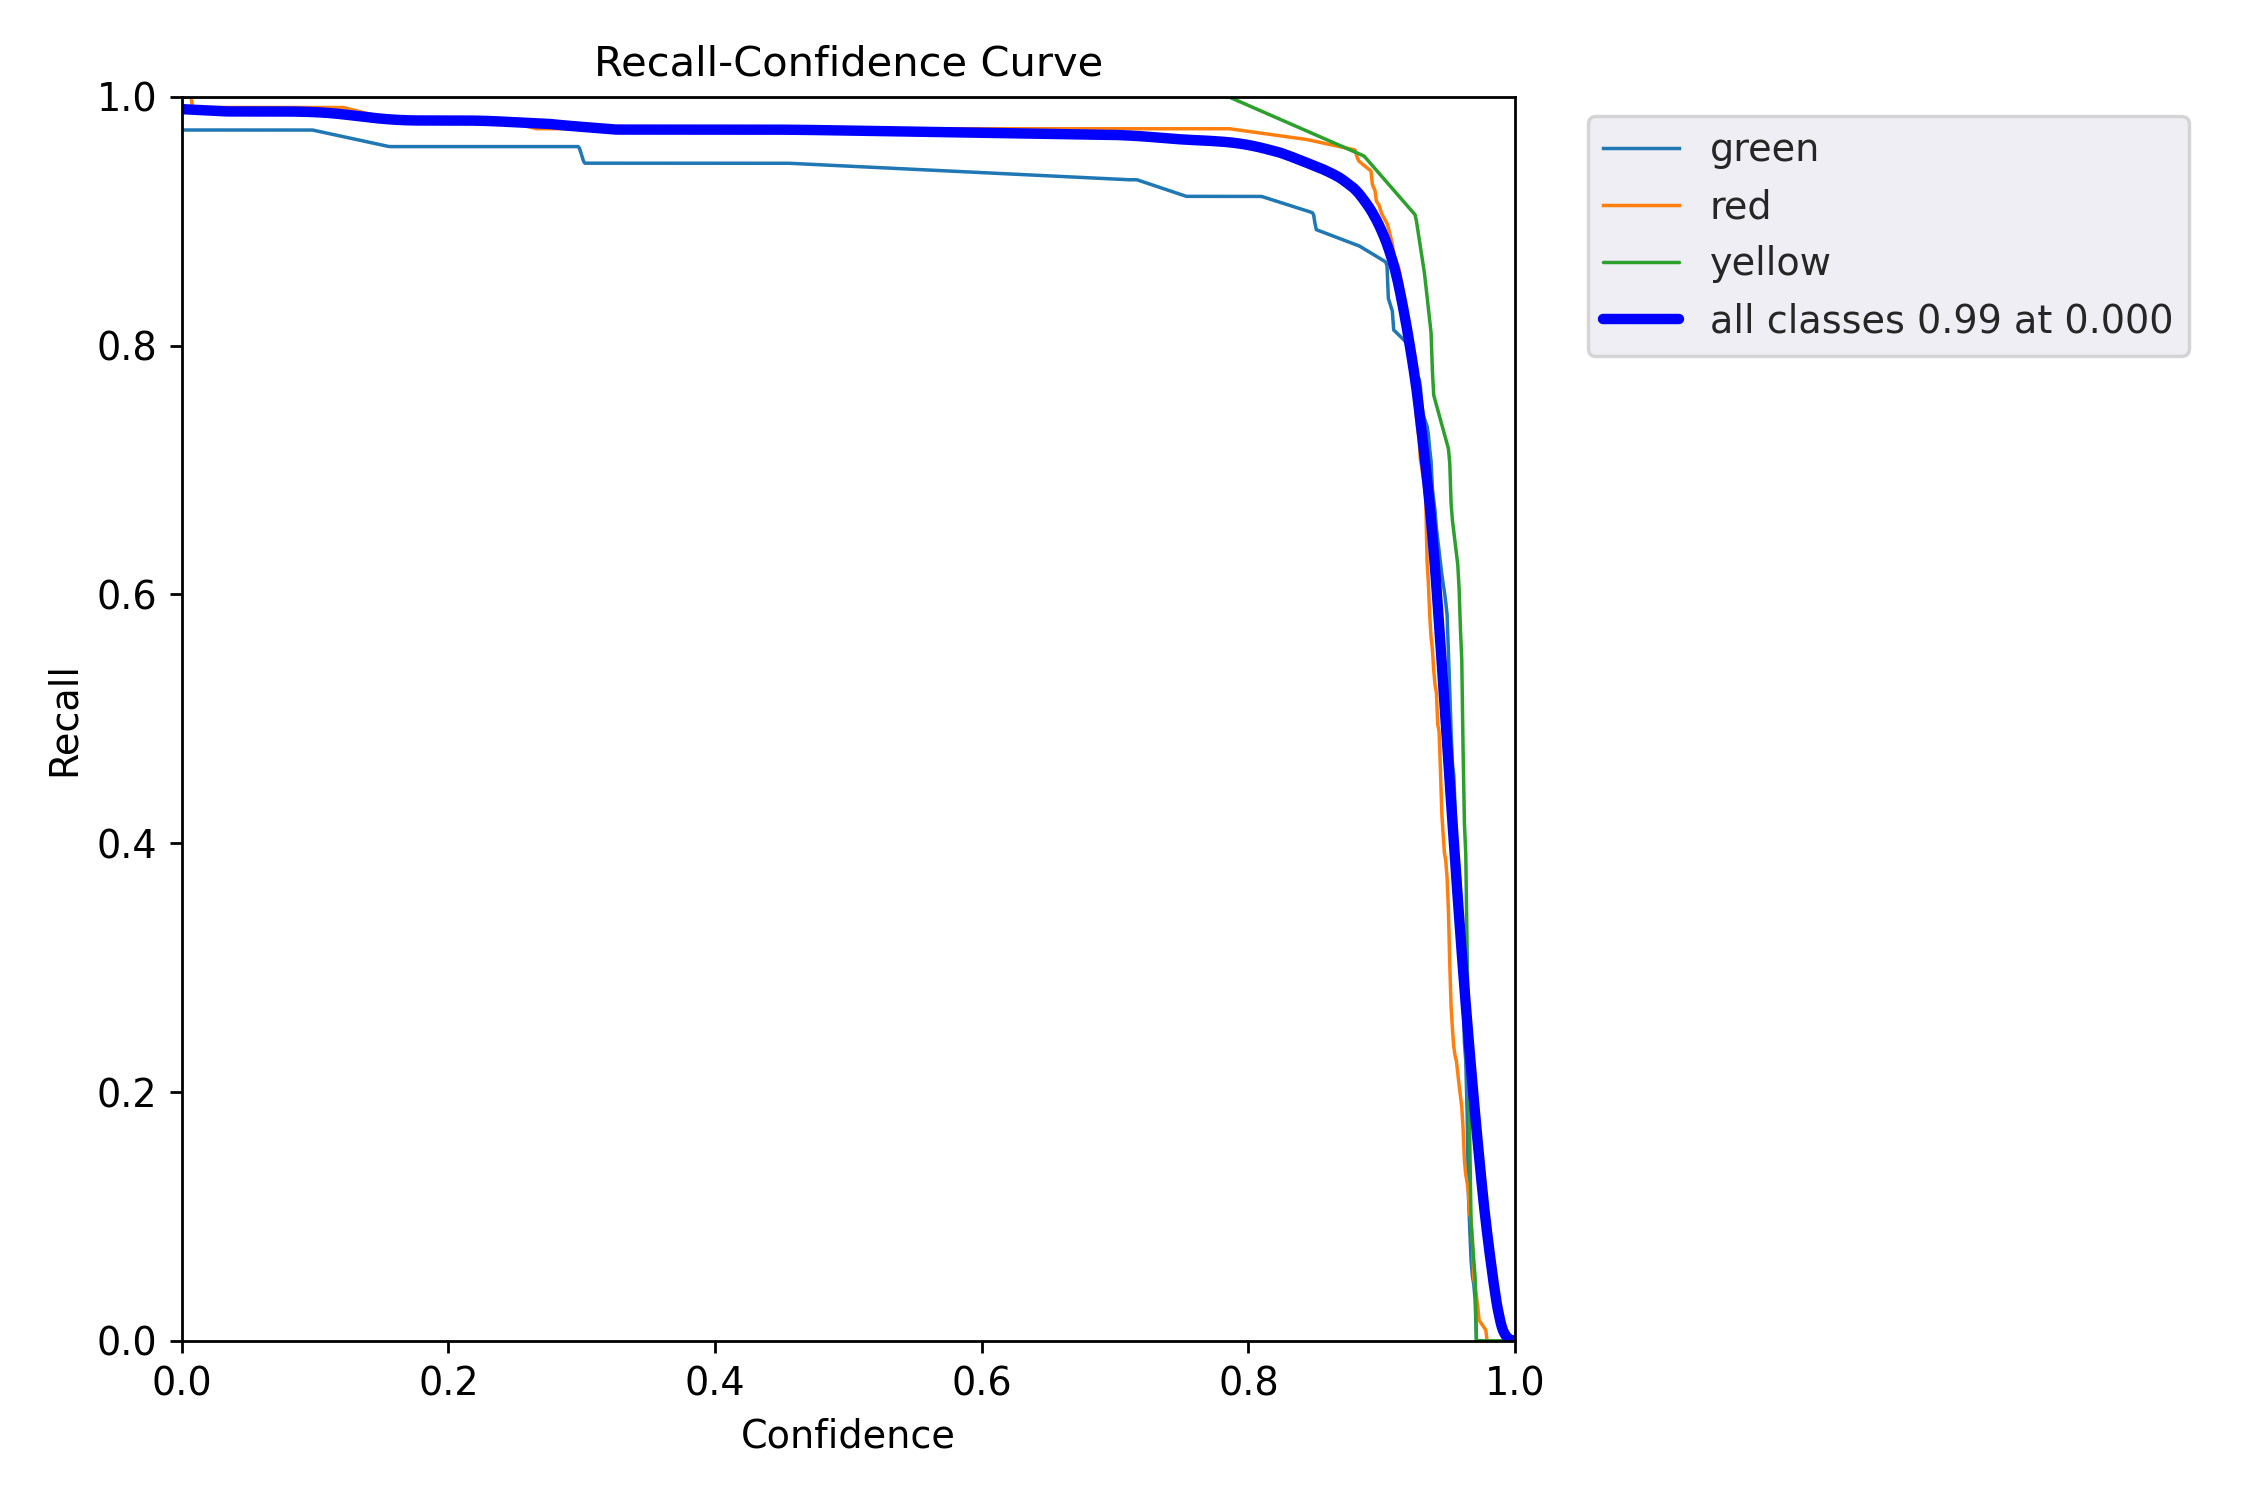 Recall-Confidence Curve
1.0
0.8
0.6
0.4
0.2
0.0
Recall
0.0 0.2 0.4 0.6 0.8 1.0
Confidence
green
red
yellow
all classes 0.99 at 0.000